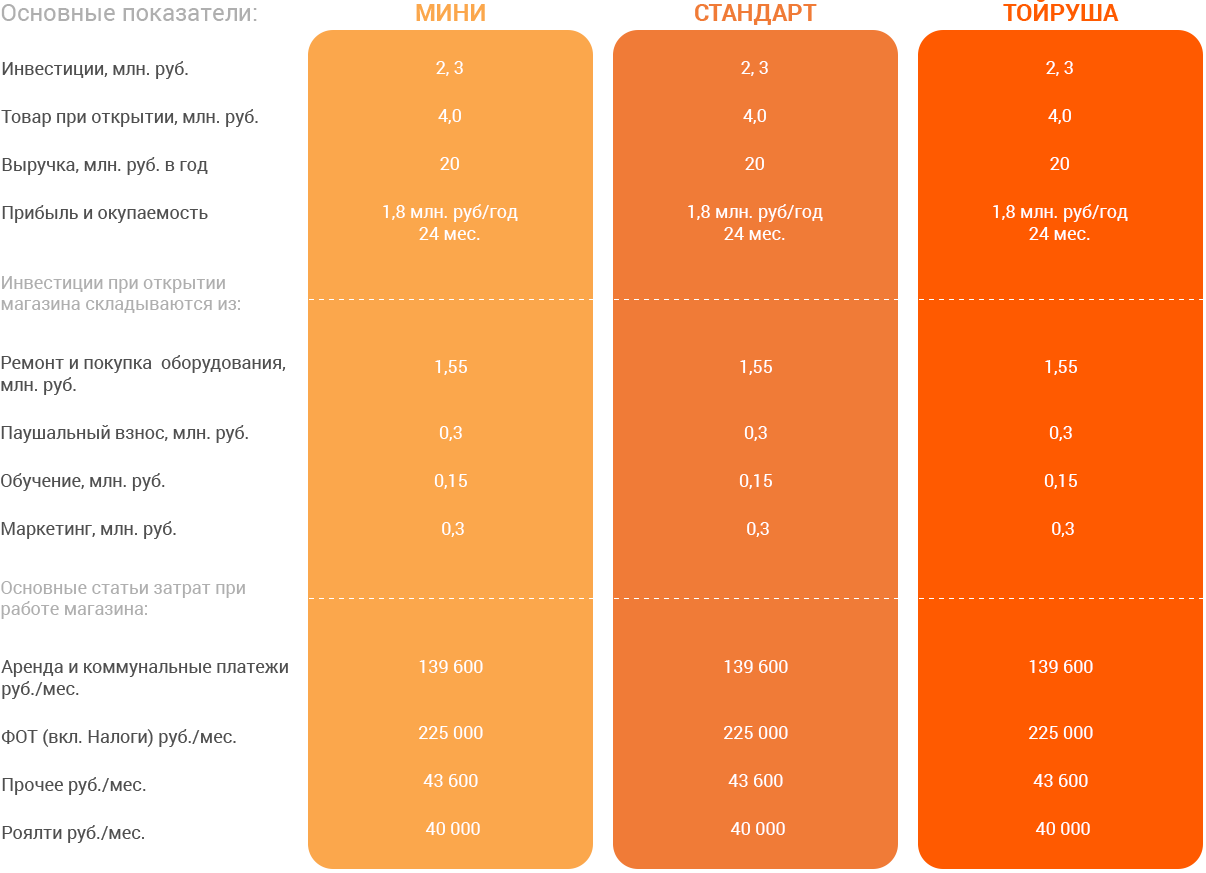 Основные показатели: МИНИ СТАНДАРТ ТОЙРУША
Инвестиции, млн. руб. 2, 3 2, 3 2, 3
Товар при открытии, млн. руб. 4,0 4,0 4,0
Выручка, млн. руб. в год 20 20 20
Прибыль и окупаемость 1,8 млн. руб/год 1,8 млн. руб/год 1,8 млн. руб/год
24 мес. 24 мес. 24 мес.
Инвестиции при открытии
магазина складываются из:
Ремонт и покупка оборудования, 1,55 1,55 1,55
млн. руб.
Паушальный взнос, млн. руб. 0,3 0,3 0,3
Обучение, млн. руб. 0,15 0,15 0,15
Маркетинг, млн. руб. 0,3 0,3 0,3
Основные статьи затрат при
работе магазина:
Аренда и коммунальные платежи 139 600 139 600 139 600
руб./мес.
ФОТ (вкл. Налоги) руб./мес. 225 000 225 000 225 000
Прочее руб./мес. 43 600 43 600 43 600
Роялти руб./мес. 40 000 40 000 40 000